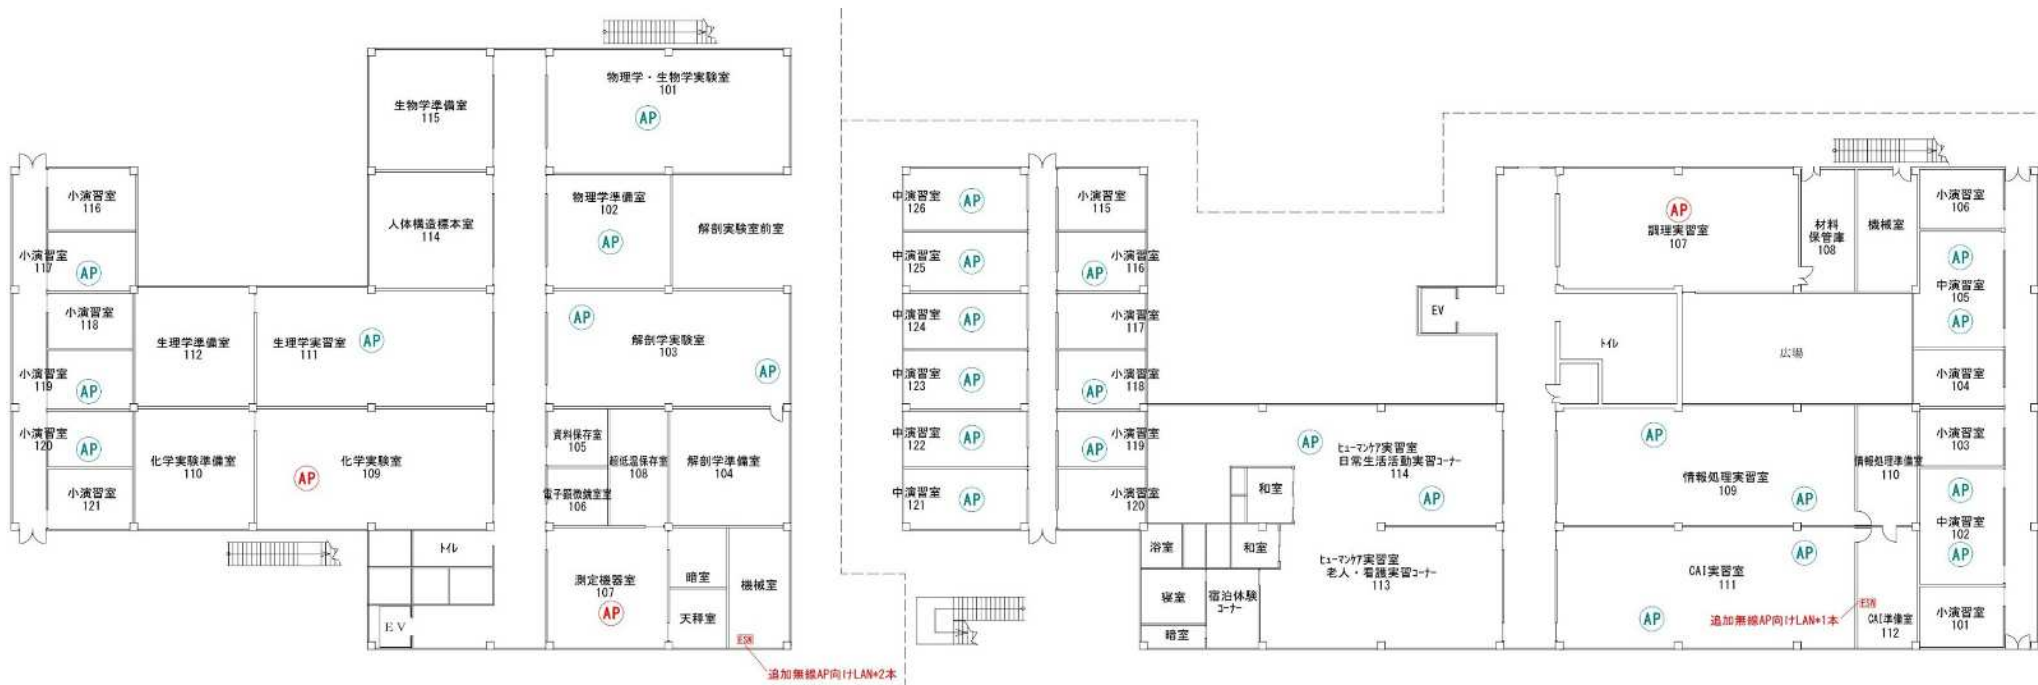 物理学・生物学実験室
101
AP
生物学準備室
115
小演習室
116
人体構造標本室
114
物理学準備室
102
AP
解剖実験室前室
小演習室
117
AP
小演習室
118
生理学準備室
112
生理学実習室
111
AP
AP
解剖学実験室
103
AP
小演習室
119
AP
小演習室
120
AP
化学実験準備室
110
化学実験室
109
AP
資料保存室
105
超低温保存室
108
解剖学準備室
104
電子顕微鏡室
106
小演習室
121
トイレ
測定機器室
107
AP
暗室
天秤室
機械室
EV
ESW
追加無線AP向けLAN*2本
中演習室
126
AP
小演習室
115
中演習室
125
AP
小演習室
116
AP
中演習室
124
AP
小演習室
117
中演習室
123
AP
小演習室
118
AP
中演習室
122
AP
小演習室
119
AP
中演習室
121
AP
小演習室
120
AP
調理実習室
107
材料
保管庫
108
機械室
小演習室
106
AP
中演習室
105
AP
EV
トイレ
広場
小演習室
104
AP
ヒューマンケア実習室
日常生活活動実習コーナー
114
AP
和室
AP
情報処理実習室
109
AP
情報処理準備室
110
小演習室
103
AP
中演習室
102
AP
浴室
和室
ヒューマンケア実習室
老人・看護実習コーナー
113
寝室
宿泊体験
コーナー
暗室
AP
CAI実習室
111
AP
ESW
追加無線AP向けLAN*1本
CAI準備室
112
小演習室
101